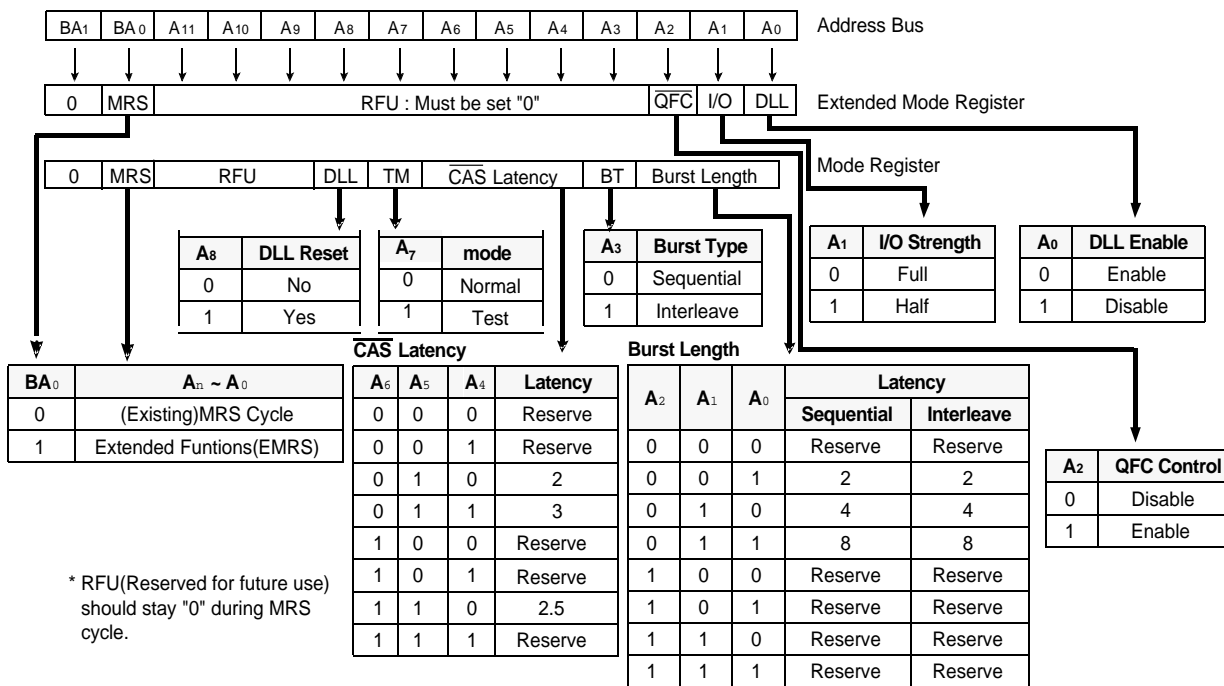 BA1 BA0 A11 A10 A9 A8 A7 A6 A5 A4 A3 A2 A1 A0 Address Bus
0 MRS RFU : Must be set "0" QFC I/O DLL Extended Mode Register
Mode Register
0 MRS RFU DLL TM CAS Latency BT Burst Length
A8 DLL Reset
0 No
1 Yes
A7 mode
0 Normal
1 Test
A3 Burst Type
0 Sequential
1 Interleave
A1 I/O Strength
0 Full
1 Half
A0 DLL Enable
0 Enable
1 Disable
BA0 An ~ A0
0 (Existing)MRS Cycle
1 Extended Funtions(EMRS)
CAS Latency
A6 A5 A4 Latency
0 0 0 Reserve
0 0 1 Reserve
0 1 0 2
0 1 1 3
1 0 0 Reserve
1 0 1 Reserve
1 1 0 2.5
1 1 1 Reserve
Burst Length
A2 A1 A0 Latency
Sequential Interleave
0 0 0 Reserve Reserve
0 0 1 2 2
0 1 0 4 4
0 1 1 8 8
1 0 0 Reserve Reserve
1 0 1 Reserve Reserve
1 1 0 Reserve Reserve
1 1 1 Reserve Reserve
A2 QFC Control
0 Disable
1 Enable
* RFU(Reserved for future use)
should stay "0" during MRS
cycle.